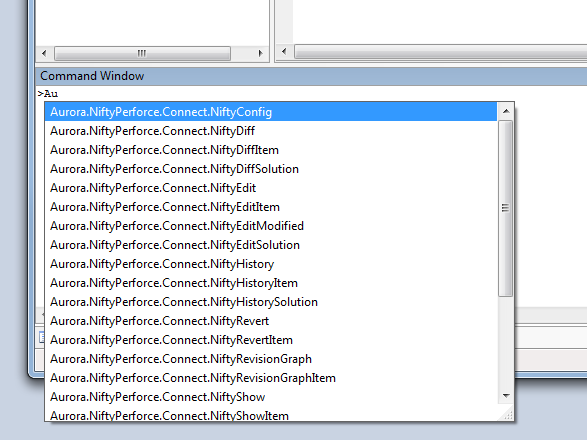 Command Window
>Au
Aurora.NiftyPerforce.Connect.NiftyConfig
Aurora.NiftyPerforce.Connect.NiftyDiff
Aurora.NiftyPerforce.Connect.NiftyDiffItem
Aurora.NiftyPerforce.Connect.NiftyDiffSolution
Aurora.NiftyPerforce.Connect.NiftyEdit
Aurora.NiftyPerforce.Connect.NiftyEditItem
Aurora.NiftyPerforce.Connect.NiftyEditModified
Aurora.NiftyPerforce.Connect.NiftyEditSolution
Aurora.NiftyPerforce.Connect.NiftyHistory
Aurora.NiftyPerforce.Connect.NiftyHistoryItem
Aurora.NiftyPerforce.Connect.NiftyHistorySolution
Aurora.NiftyPerforce.Connect.NiftyRevert
Aurora.NiftyPerforce.Connect.NiftyRevertItem
Aurora.NiftyPerforce.Connect.NiftyRevisionGraph
Aurora.NiftyPerforce.Connect.NiftyRevisionGraphItem
Aurora.NiftyPerforce.Connect.NiftyShow
Aurora.NiftyPerforce.Connect.NiftyShowItem